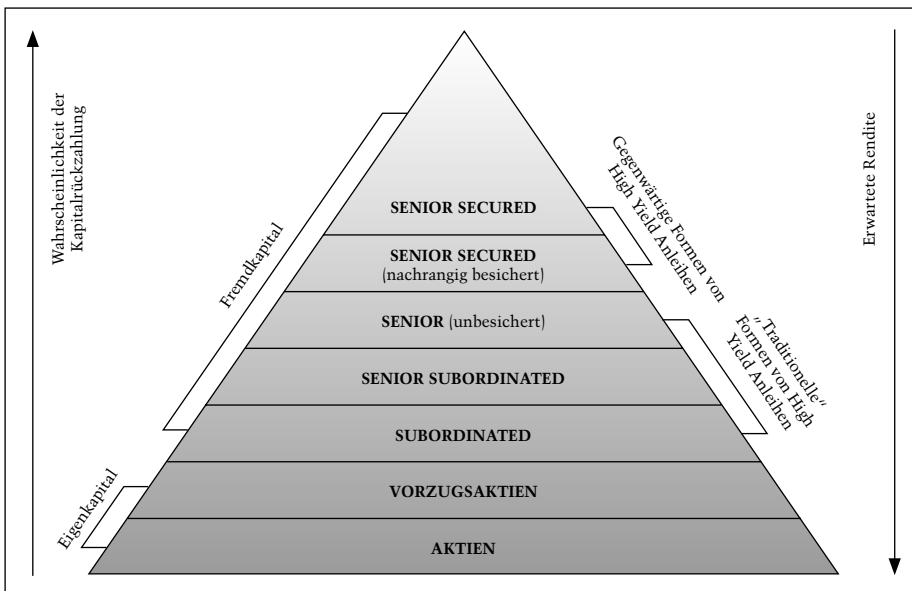 Wahrscheinlichkeit der
Kapitalrückzahlung
Fremdkapital
Eigenkapital
SENIOR SECURED
SENIOR SECURED
(nachrangig besichert)
SENIOR (unbesichert)
SENIOR SUBORDINATED
SUBORDINATED
VORZUGSAKTIEN
AKTIEN
Gegenwärtige Formen von
High Yield Anleihen
„Traditionelle“
Formen von High
Yield Anleihen
Erwartete Rendite